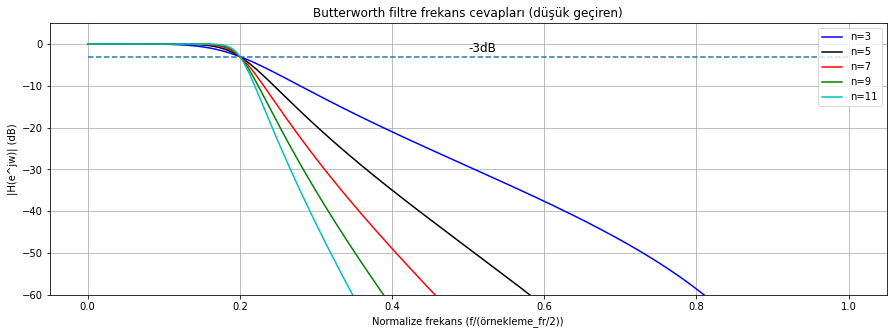 Butterworth filtre frekans cevapları (düşük geçiren)
|H(e^jw)| (dB)
0
−10
−20
−30
−40
−50
−60
-3dB
n=3
n=5
n=7
n=9
n=11
0.0 0.2 0.4 0.6 0.8 1.0
Normalize frekans (f/(örnekleme_fr/2))